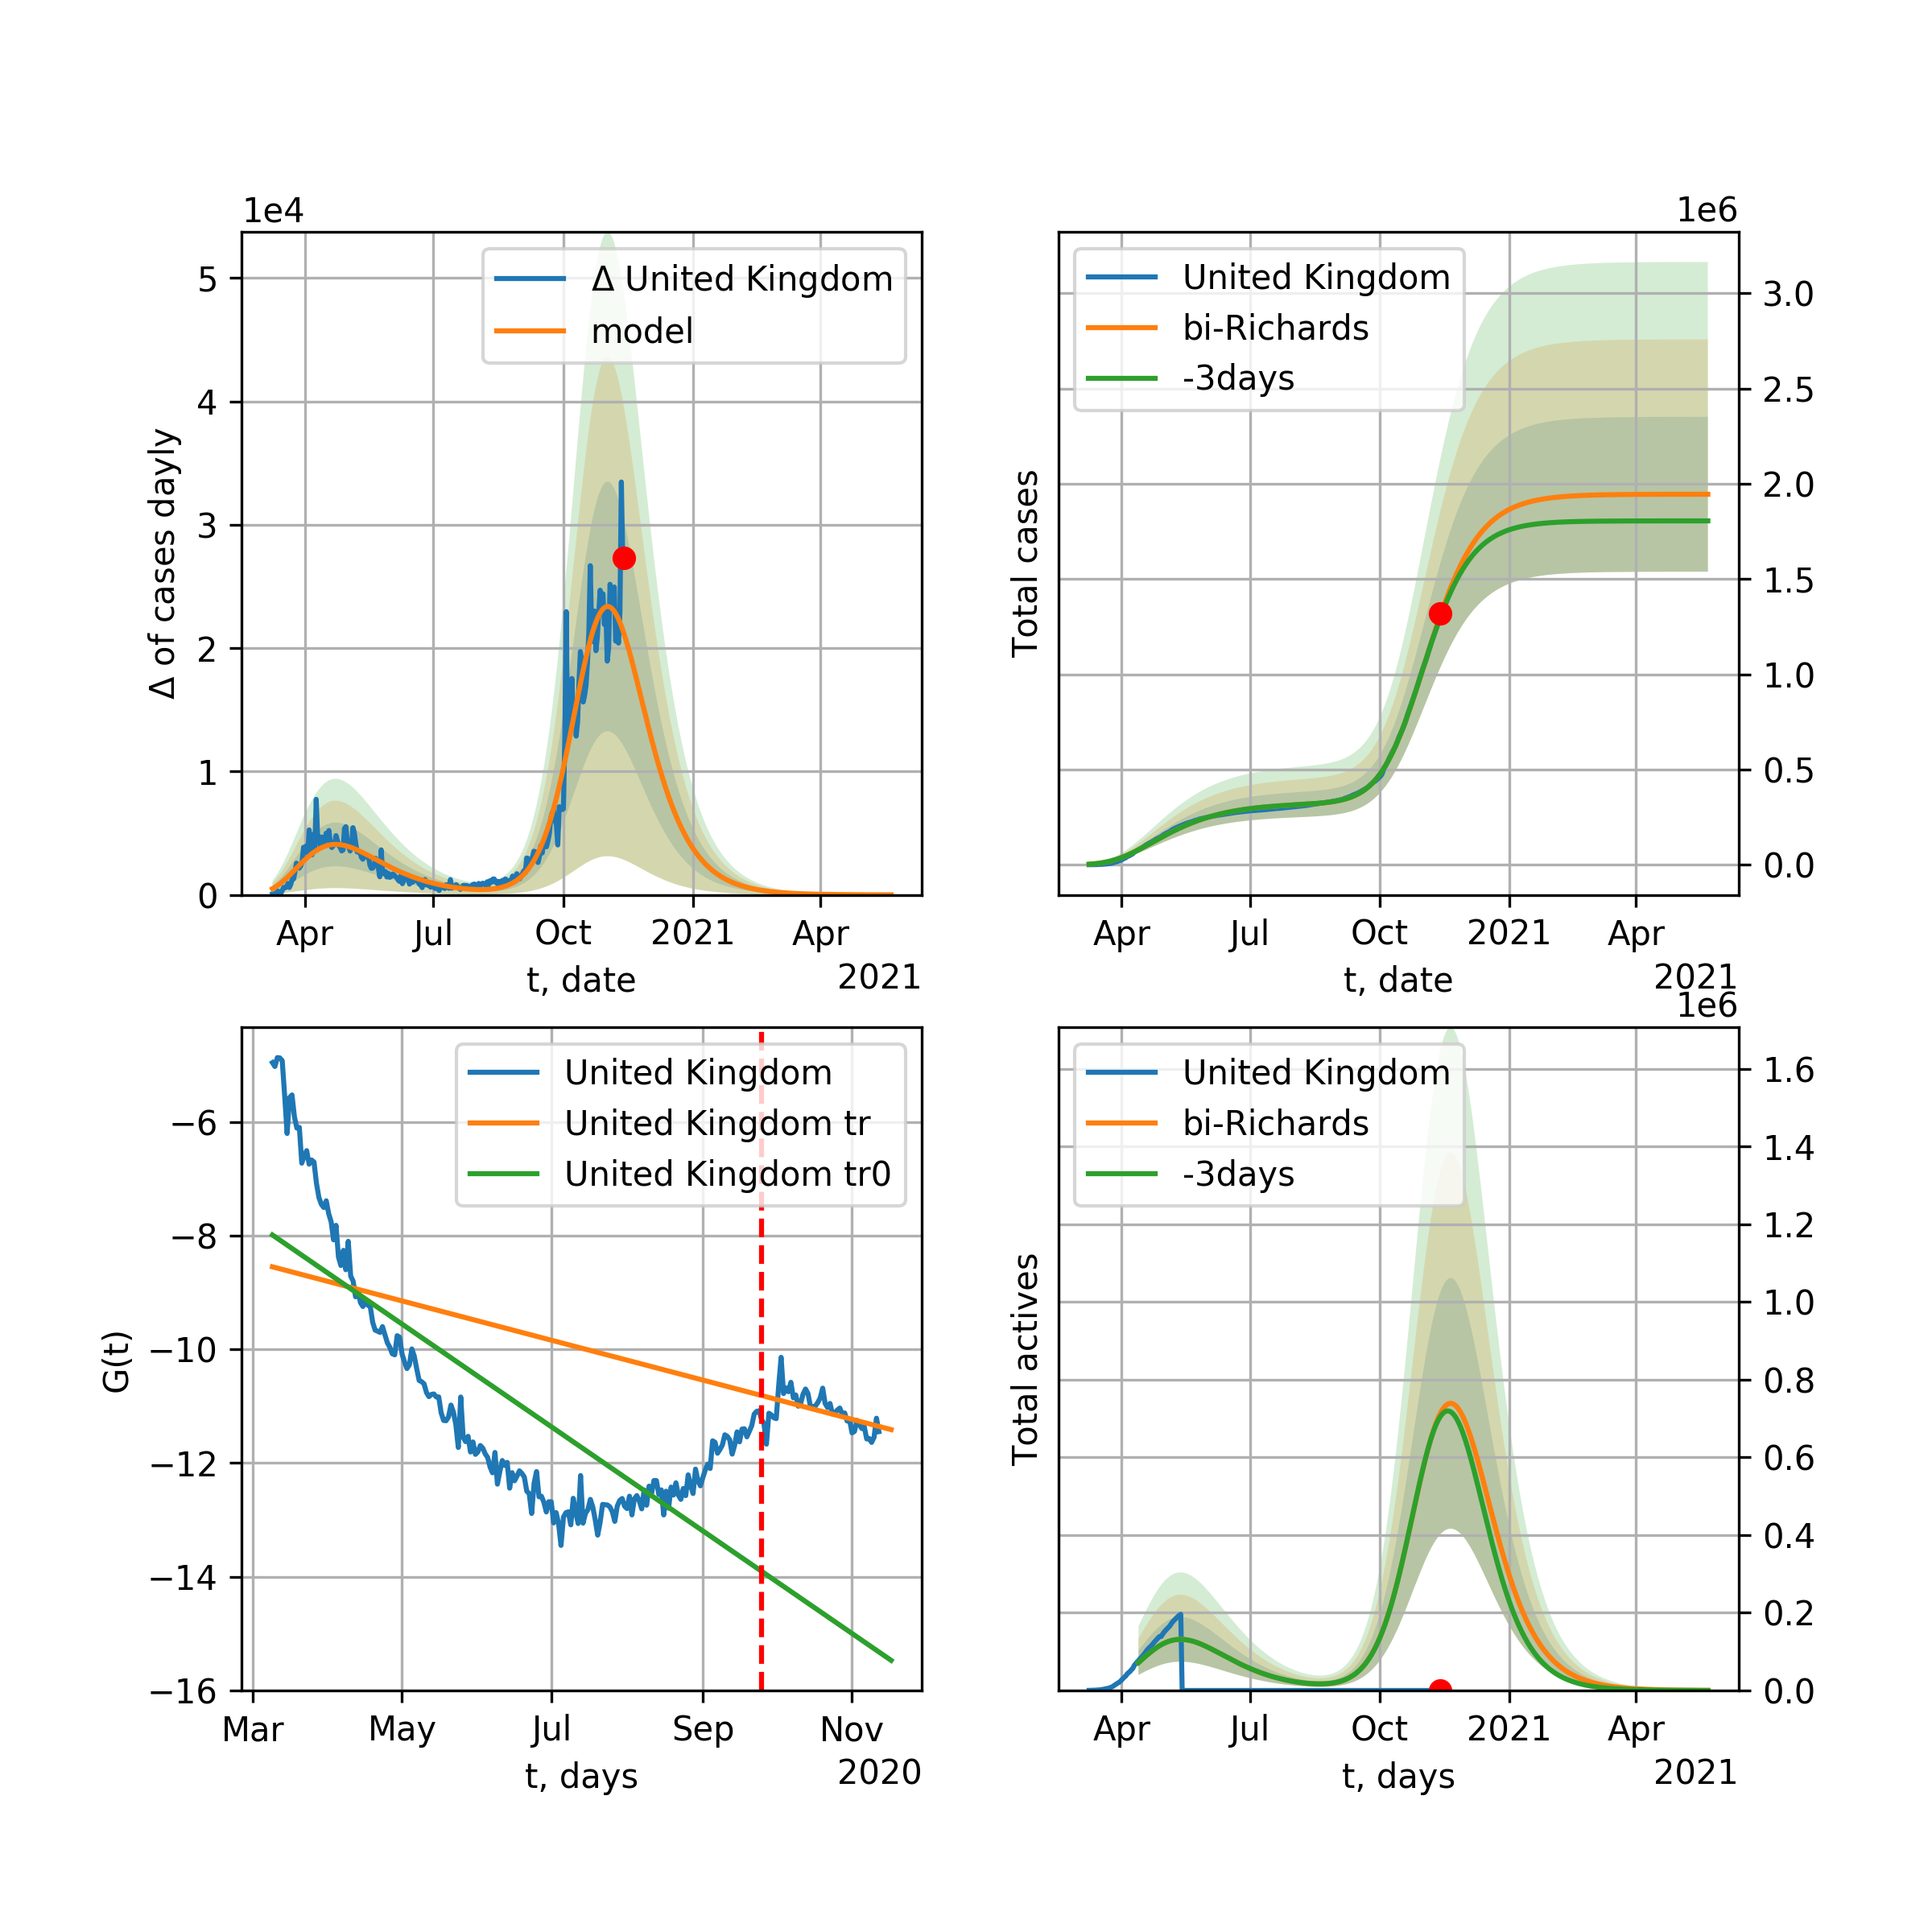 1e4
Δ of cases dayly
5
4
3
2
1
0
Δ United Kingdom
model
Apr Jul Oct 2021 Apr
t, date
2021
1e6
Total cases
United Kingdom
bi-Richards
-3days
3.0
2.5
2.0
1.5
1.0
0.5
0.0
Apr Jul Oct 2021 Apr
t, date
2021
G(t)
−6
−8
−10
−12
−14
−16
United Kingdom
United Kingdom tr
United Kingdom tr0
Mar May Jul Sep Nov
t, days
2020
1e6
Total actives
United Kingdom
bi-Richards
-3days
1.6
1.4
1.2
1.0
0.8
0.6
0.4
0.2
0.0
Apr Jul Oct 2021 Apr
t, days
2021